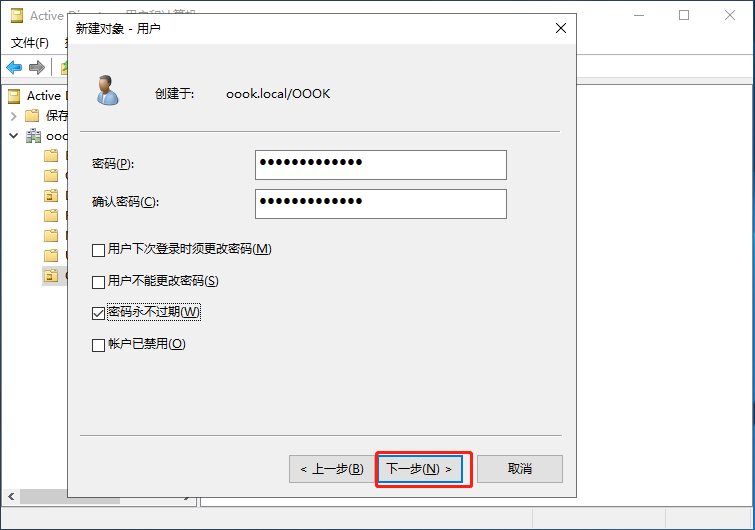 Active Direc
新建对象 - 用户
文件(F)
创建于: oook.local/OOOK
Active
保存
ooo
密码(P):
确认密码(C):
用户下次登录时须更改密码(M)
用户不能更改密码(S)
密码永不过期(W)
帐户已禁用(O)
< 上一步(B) 下一步(N) > 取消